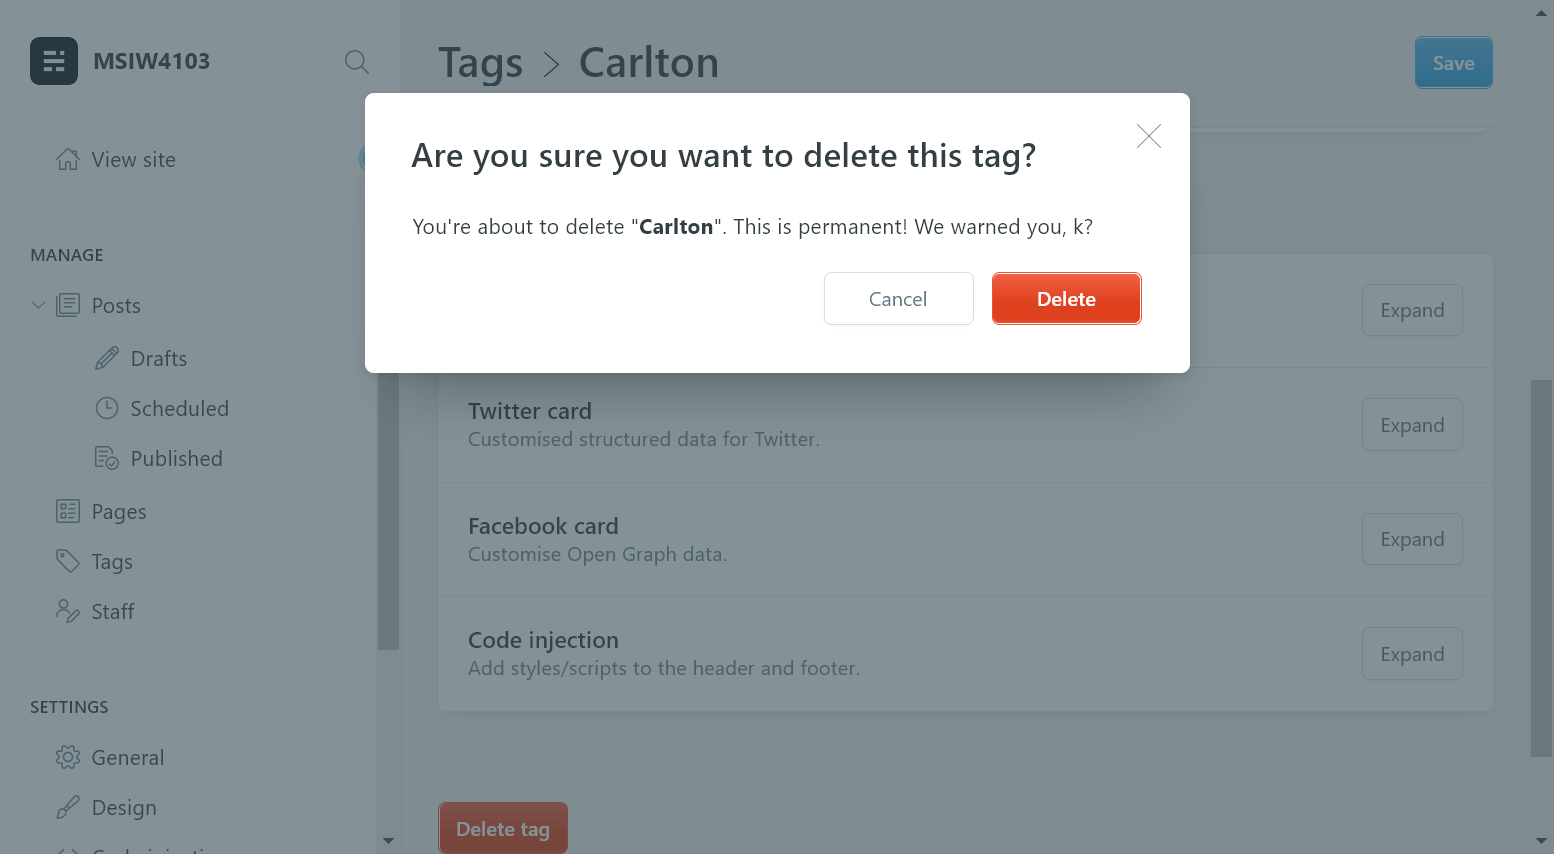 MSIW4103
View site
MANAGE
Posts
Drafts
Scheduled
Published
Pages
Tags
Staff
SETTINGS
General
Design
Tags > Carlton
Save
Are you sure you want to delete this tag?
You're about to delete "Carlton". This is permanent! We warned you, k?
Cancel
Delete
Expand
Twitter card
Customised structured data for Twitter.
Expand
Facebook card
Customise Open Graph data.
Expand
Code injection
Add styles/scripts to the header and footer.
Expand
Delete tag